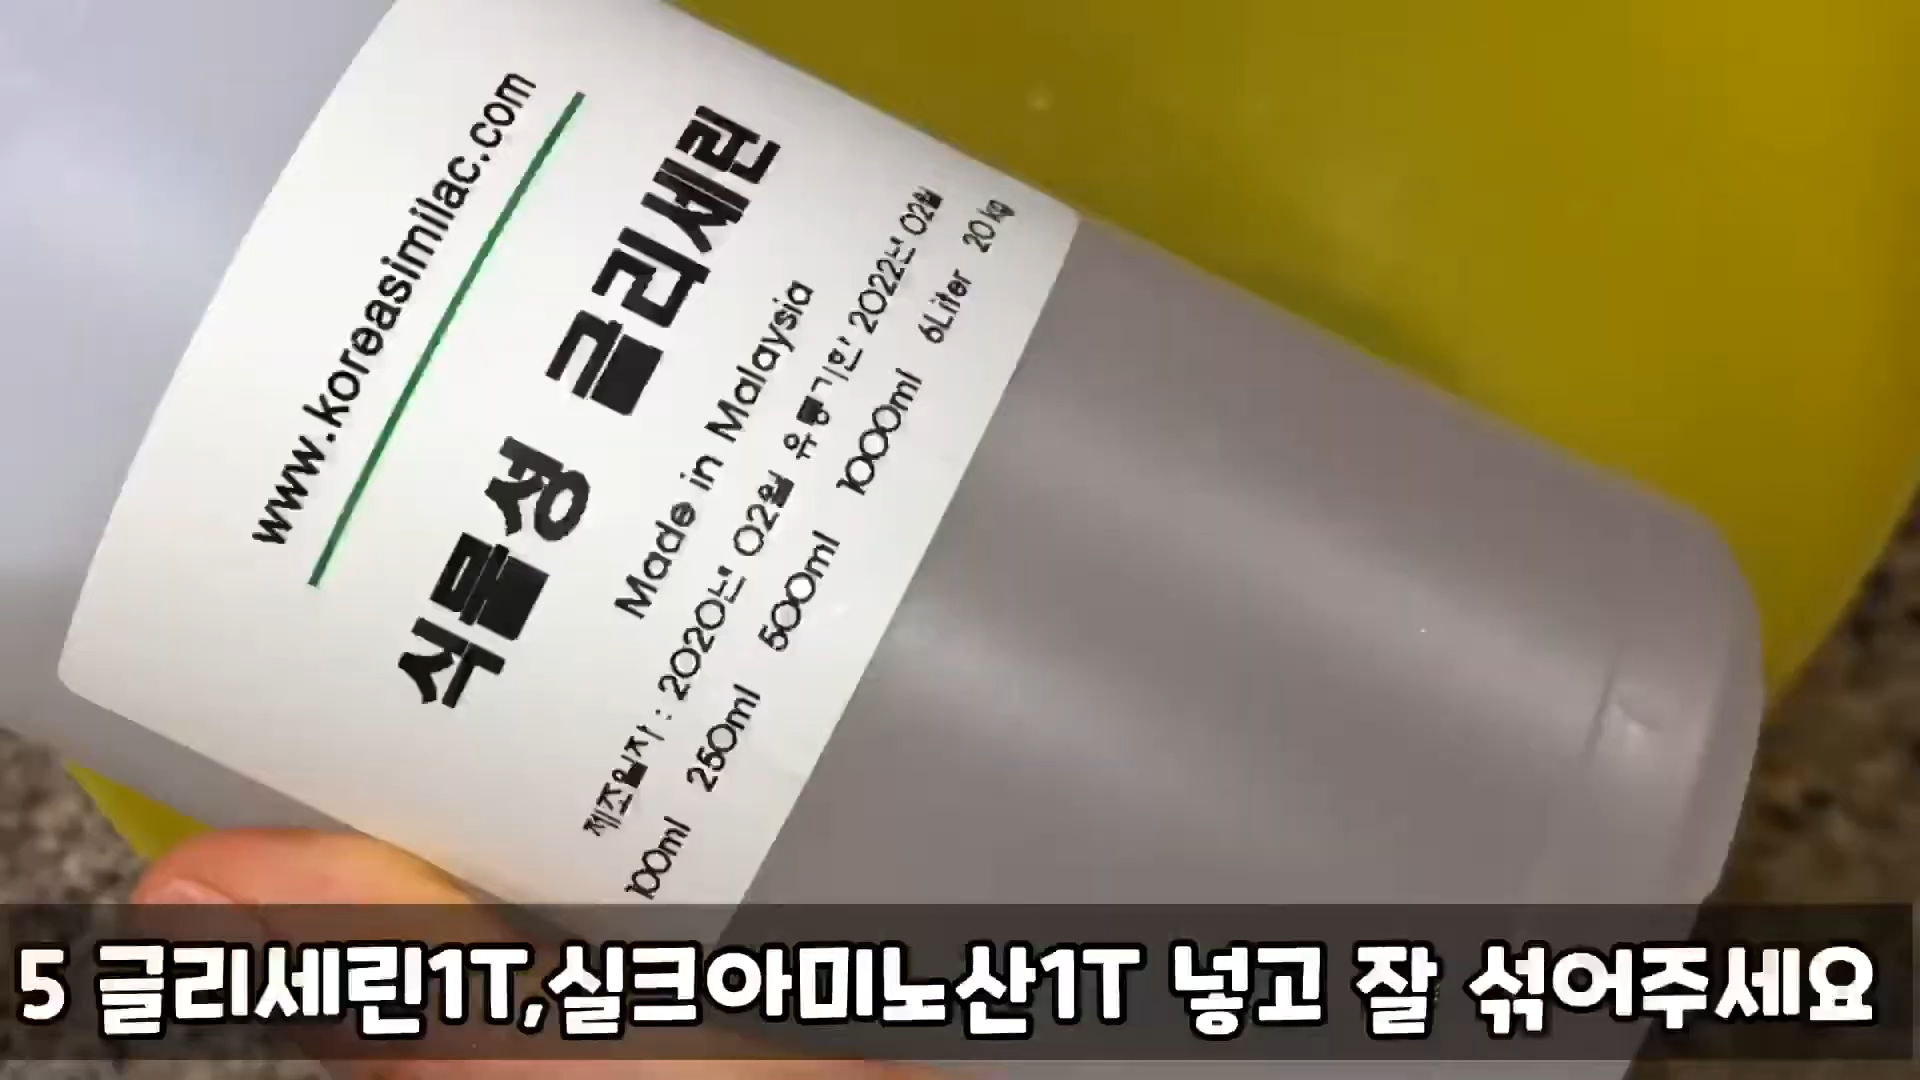 www.koreasimilac.com
식물성 글리쎄린
Made in Malaysia
제조일자 : 2020년 02월 유통기한 2022년 02월
100ml 250ml 500ml 1000ml 6Liter 20kg
5 글리세린1T,실크아미노산1T 넣고 잘 섞어주세요